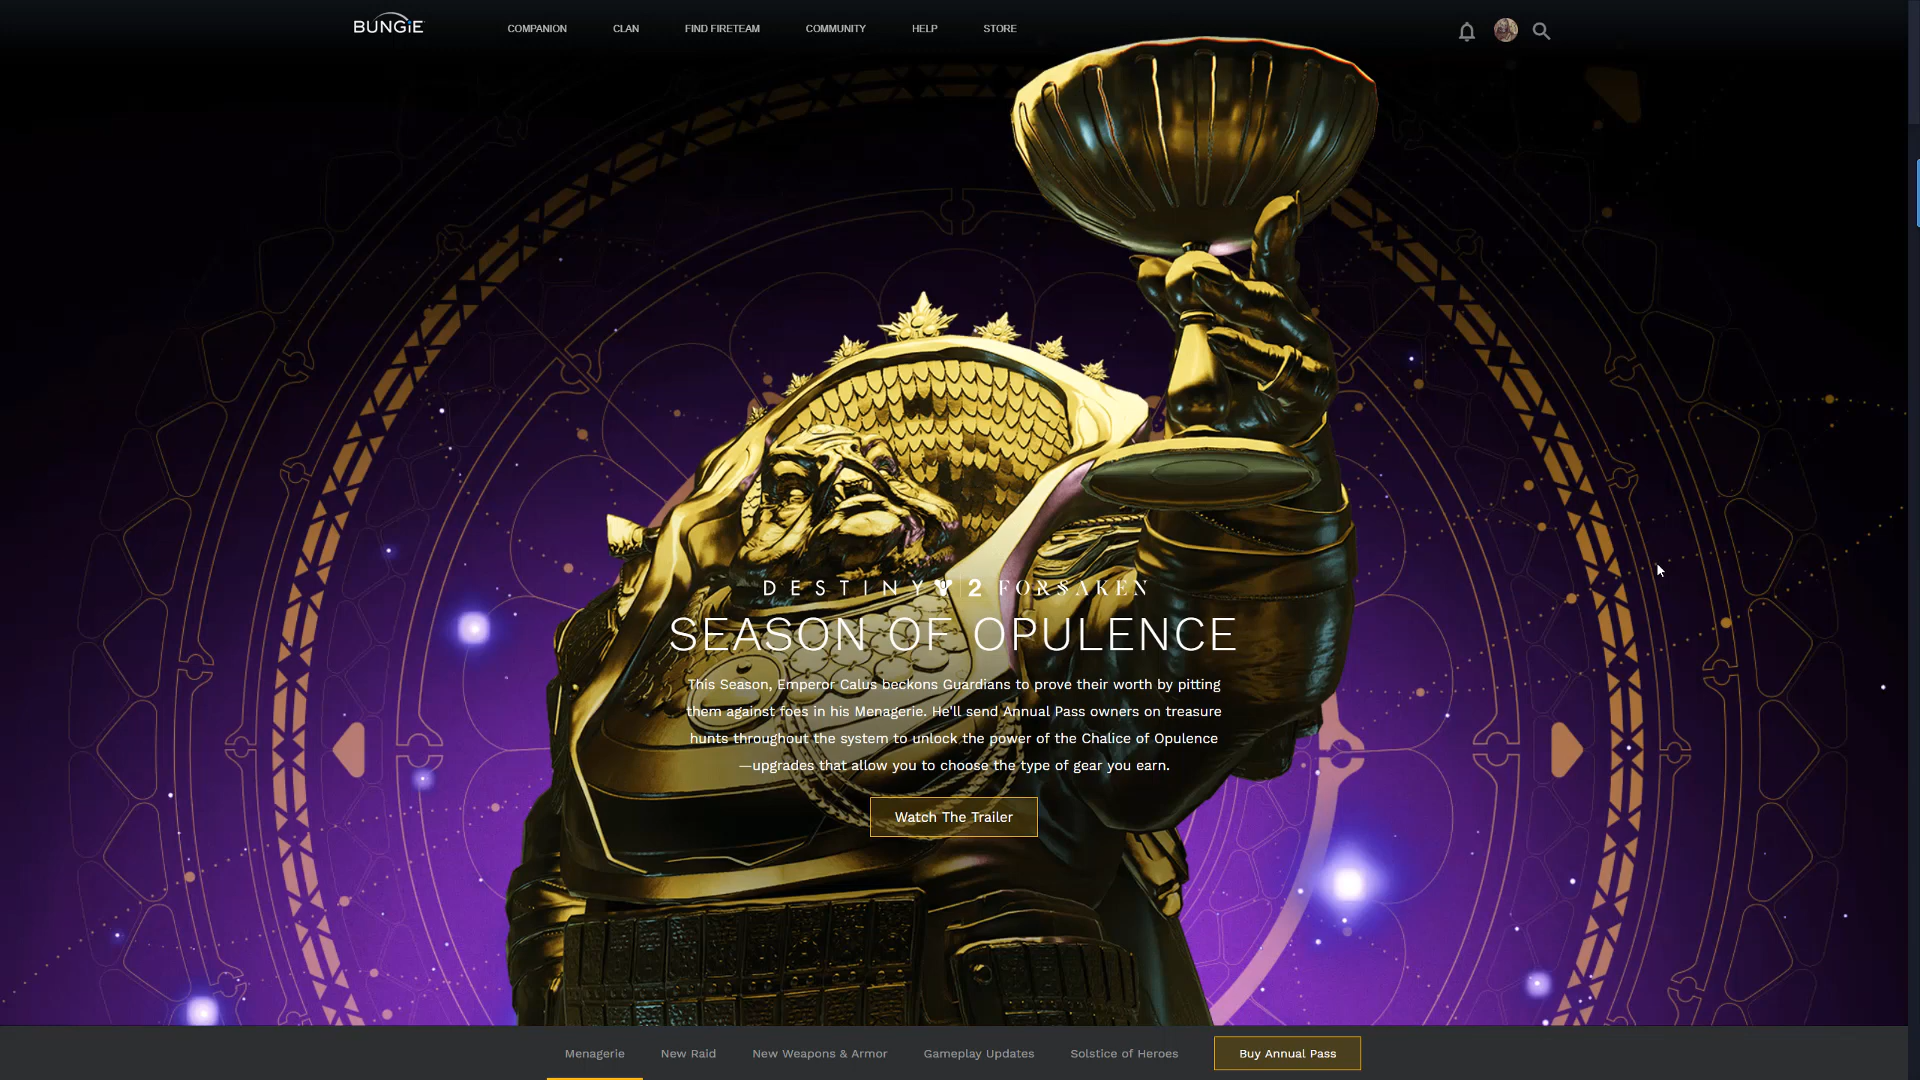 BUNGiE
COMPANION CLAN FIND FIRETEAM COMMUNITY HELP STORE
DESTINY 2 FORSAKEN
SEASON OF OPULENCE
This Season, Emperor Calus beckons Guardians to prove their worth by pitting
them against foes in his Menagerie. He'll send Annual Pass owners on treasure
hunts throughout the system to unlock the power of the Chalice of Opulence
—upgrades that allow you to choose the type of gear you earn.
Watch The Trailer
Menagerie New Raid New Weapons & Armor Gameplay Updates Solstice of Heroes Buy Annual Pass